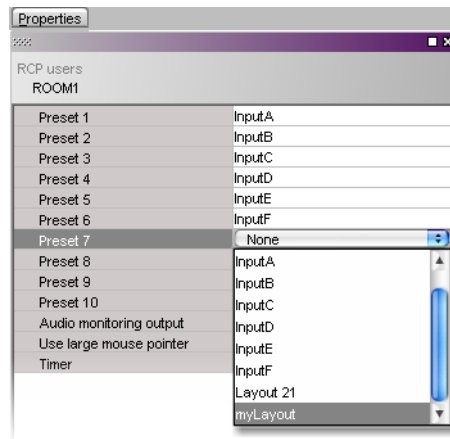 Properties
RCP users
ROOM1
Preset 1 InputA
Preset 2 InputB
Preset 3 InputC
Preset 4 InputD
Preset 5 InputE
Preset 6 InputF
Preset 7 None
Preset 8
Preset 9
Preset 10
Audio monitoring output
Use large mouse pointer
Timer
InputA
InputB
InputC
InputD
InputE
InputF
Layout 21
myLayout